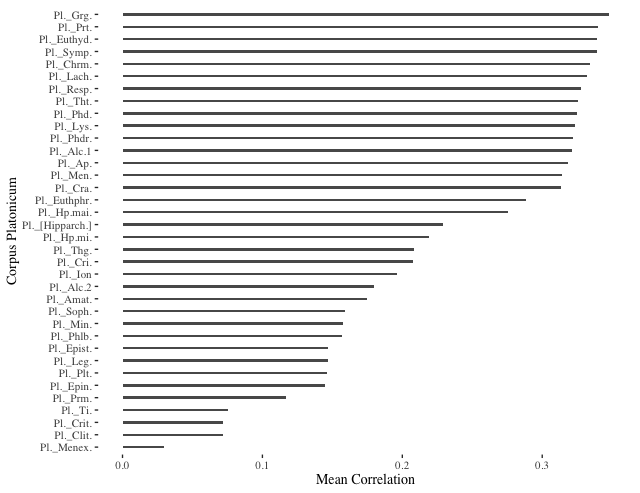 Pl._Grg.
Pl._Prt.
Pl._Euthyd.
Pl._Symp.
Pl._Chrm.
Pl._Lach.
Pl._Resp.
Pl._Tht.
Pl._Phd.
Pl._Lys.
Pl._Phdr.
Pl._Alc.1
Pl._Ap.
Pl._Men.
Pl._Cra.
Pl._Euthphr.
Pl._Hp.mai.
Pl._[Hipparch.]
Pl._Hp.mi.
Pl._Thg.
Pl._Cri.
Pl._Ion
Pl._Alc.2
Pl._Amat.
Pl._Soph.
Pl._Min.
Pl._Phlb.
Pl._Epist.
Pl._Leg.
Pl._Plt.
Pl._Epin.
Pl._Prm.
Pl._Ti.
Pl._Crit.
Pl._Clit.
Pl._Menex.
Corpus Platonicum
0.0 0.1 0.2 0.3
Mean Correlation